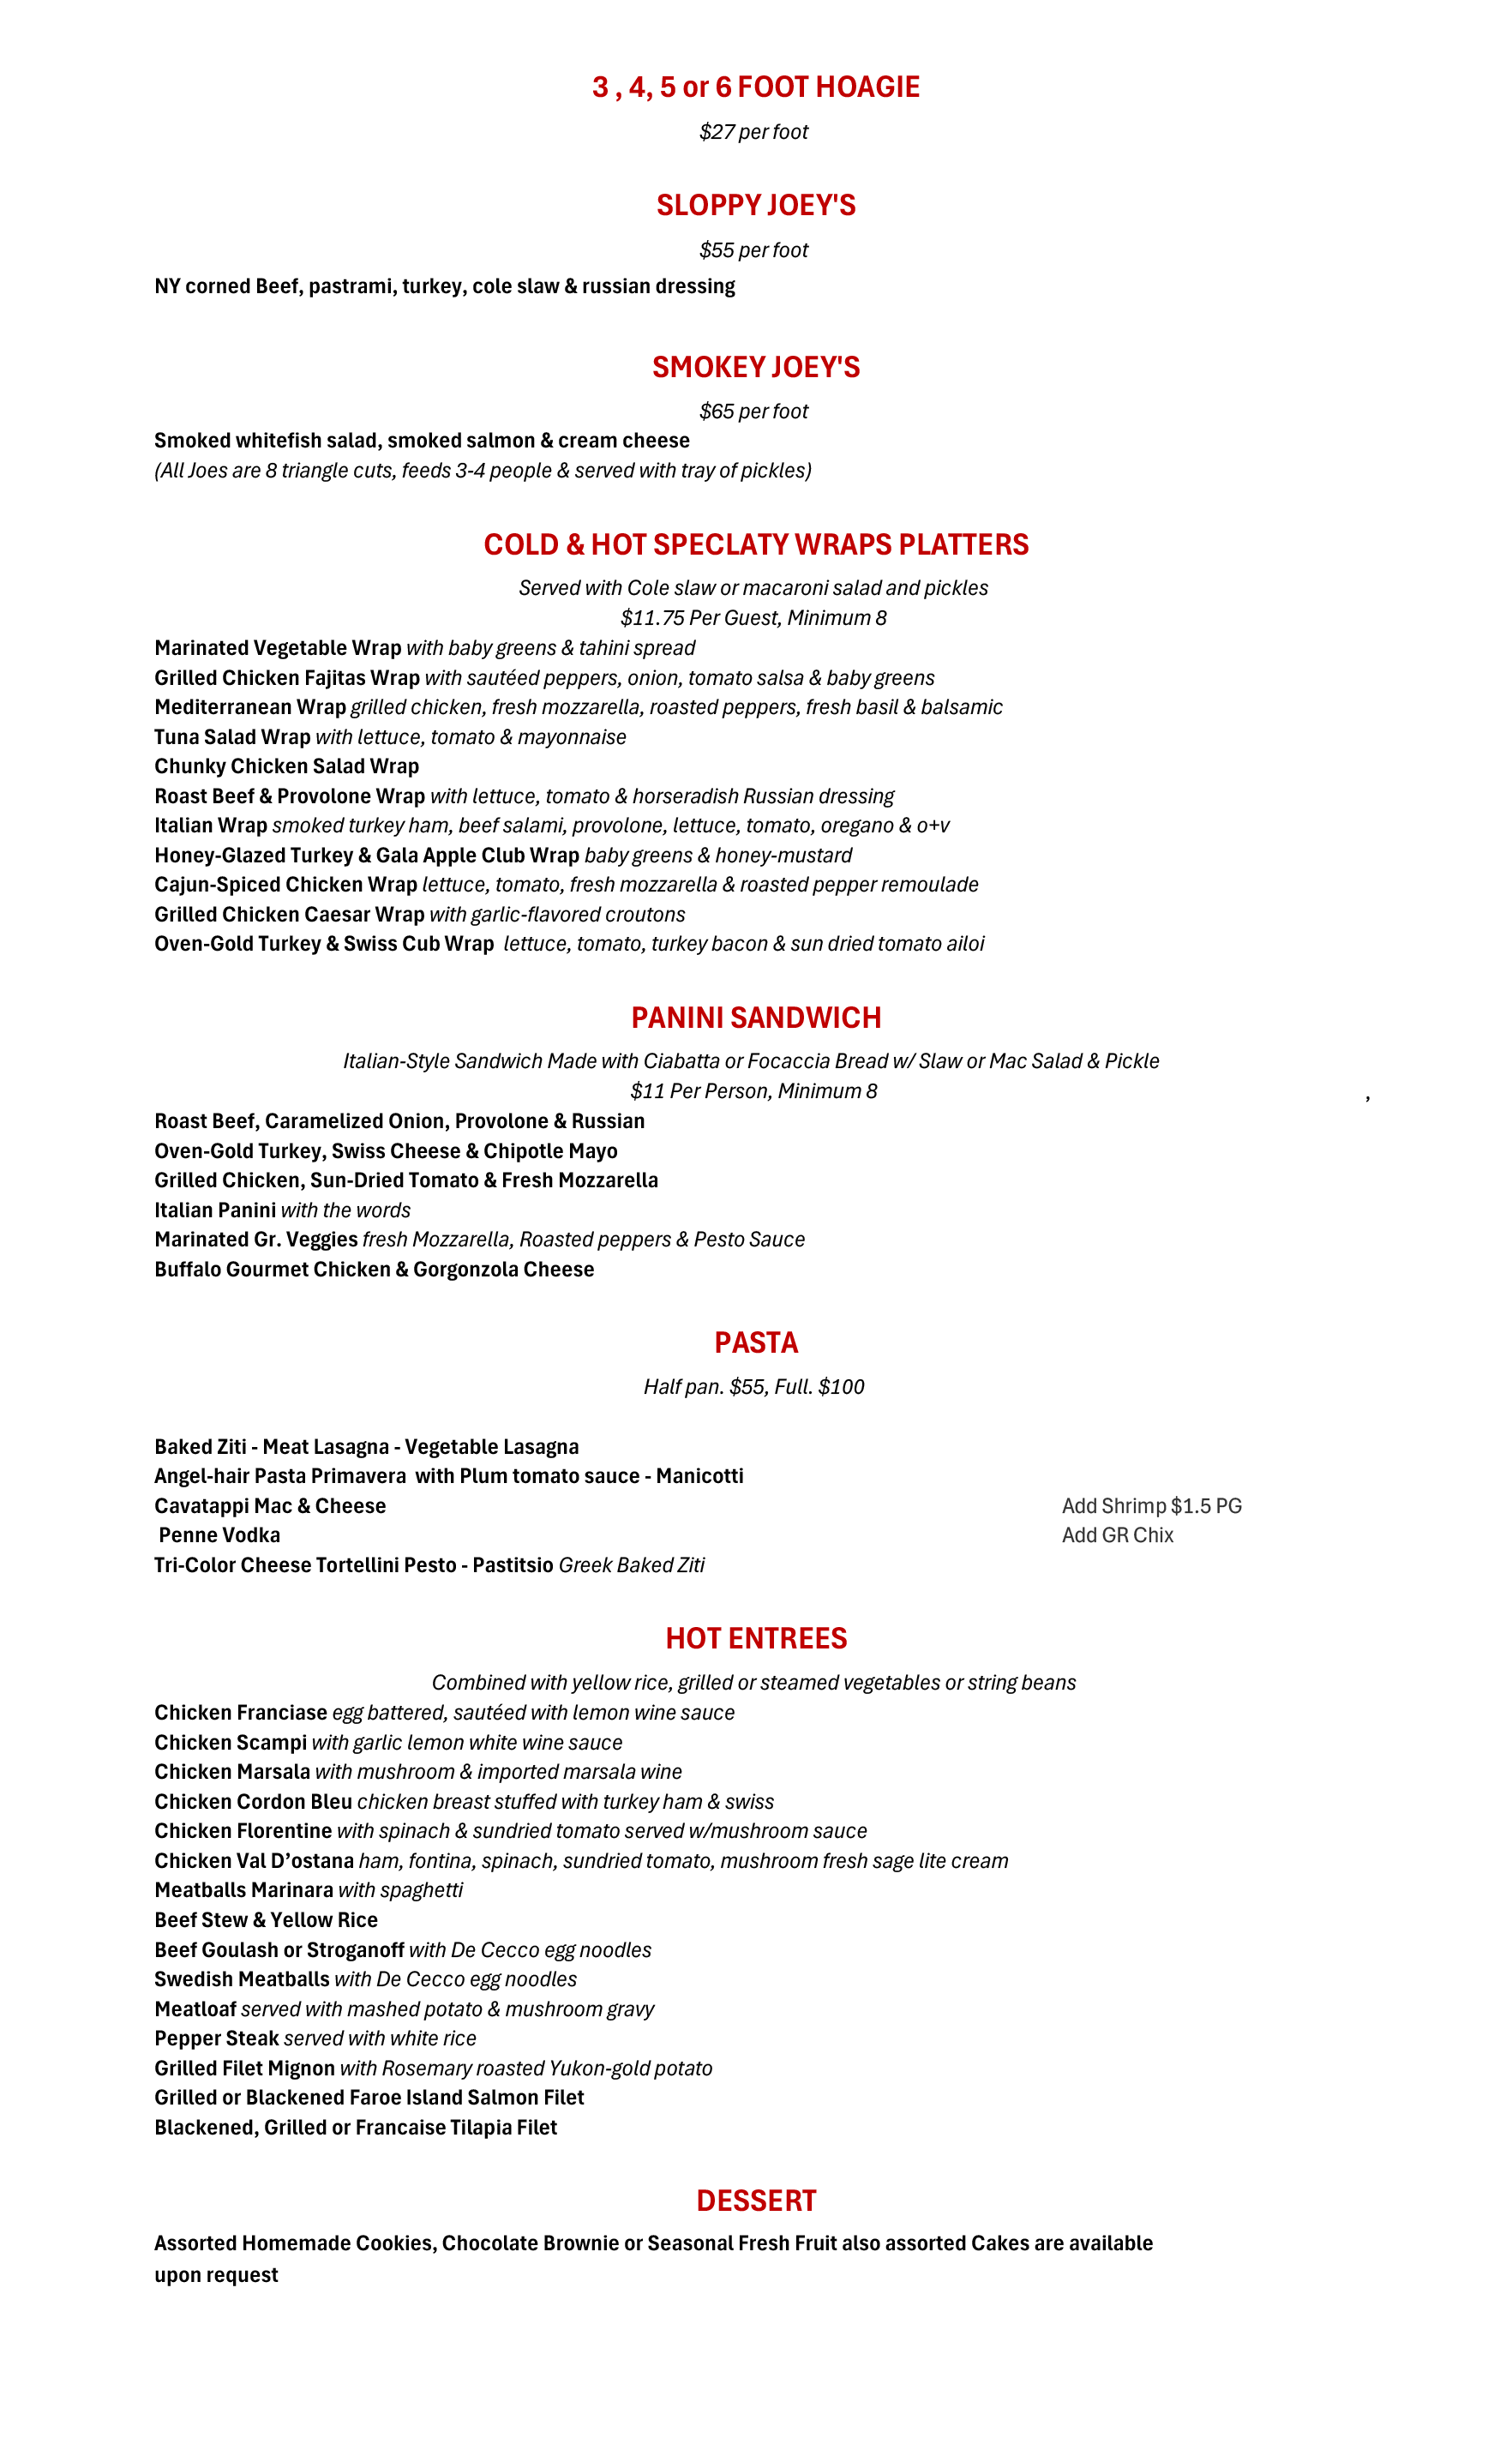 3 , 4, 5 or 6 FOOT HOAGIE
$27 per foot
SLOPPY JOEY'S
$55 per foot
NY corned Beef, pastrami, turkey, cole slaw & russian dressing
SMOKEY JOEY'S
$65 per foot
Smoked whitefish salad, smoked salmon & cream cheese
(All Joes are 8 triangle cuts, feeds 3-4 people & served with tray of pickles)
COLD & HOT SPECLATY WRAPS PLATTERS
Served with Cole slaw or macaroni salad and pickles
$11.75 Per Guest, Minimum 8
Marinated Vegetable Wrap with baby greens & tahini spread
Grilled Chicken Fajitas Wrap with sautéed peppers, onion, tomato salsa & baby greens
Mediterranean Wrap grilled chicken, fresh mozzarella, roasted peppers, fresh basil & balsamic
Tuna Salad Wrap with lettuce, tomato & mayonnaise
Chunky Chicken Salad Wrap
Roast Beef & Provolone Wrap with lettuce, tomato & horseradish Russian dressing
Italian Wrap smoked turkey ham, beef salami, provolone, lettuce, tomato, oregano & o+v
Honey-Glazed Turkey & Gala Apple Club Wrap baby greens & honey-mustard
Cajun-Spiced Chicken Wrap lettuce, tomato, fresh mozzarella & roasted pepper remoulade
Grilled Chicken Caesar Wrap with garlic-flavored croutons
Oven-Gold Turkey & Swiss Cub Wrap lettuce, tomato, turkey bacon & sun dried tomato ailoi
PANINI SANDWICH
Italian-Style Sandwich Made with Ciabatta or Focaccia Bread w/ Slaw or Mac Salad & Pickle
$11 Per Person, Minimum 8 ,
Roast Beef, Caramelized Onion, Provolone & Russian
Oven-Gold Turkey, Swiss Cheese & Chipotle Mayo
Grilled Chicken, Sun-Dried Tomato & Fresh Mozzarella
Italian Panini with the words
Marinated Gr. Veggies fresh Mozzarella, Roasted peppers & Pesto Sauce
Buffalo Gourmet Chicken & Gorgonzola Cheese
PASTA
Half pan. $55, Full. $100
Baked Ziti - Meat Lasagna - Vegetable Lasagna
Angel-hair Pasta Primavera with Plum tomato sauce - Manicotti
Cavatappi Mac & Cheese Add Shrimp $1.5 PG
Penne Vodka Add GR Chix
Tri-Color Cheese Tortellini Pesto - Pastitsio Greek Baked Ziti
HOT ENTREES
Combined with yellow rice, grilled or steamed vegetables or string beans
Chicken Franciase egg battered, sautéed with lemon wine sauce
Chicken Scampi with garlic lemon white wine sauce
Chicken Marsala with mushroom & imported marsala wine
Chicken Cordon Bleu chicken breast stuffed with turkey ham & swiss
Chicken Florentine with spinach & sundried tomato served w/mushroom sauce
Chicken Val D’ostana ham, fontina, spinach, sundried tomato, mushroom fresh sage lite cream
Meatballs Marinara with spaghetti
Beef Stew & Yellow Rice
Beef Goulash or Stroganoff with De Cecco egg noodles
Swedish Meatballs with De Cecco egg noodles
Meatloaf served with mashed potato & mushroom gravy
Pepper Steak served with white rice
Grilled Filet Mignon with Rosemary roasted Yukon-gold potato
Grilled or Blackened Faroe Island Salmon Filet
Blackened, Grilled or Francaise Tilapia Filet
DESSERT
Assorted Homemade Cookies, Chocolate Brownie or Seasonal Fresh Fruit also assorted Cakes are available
upon request